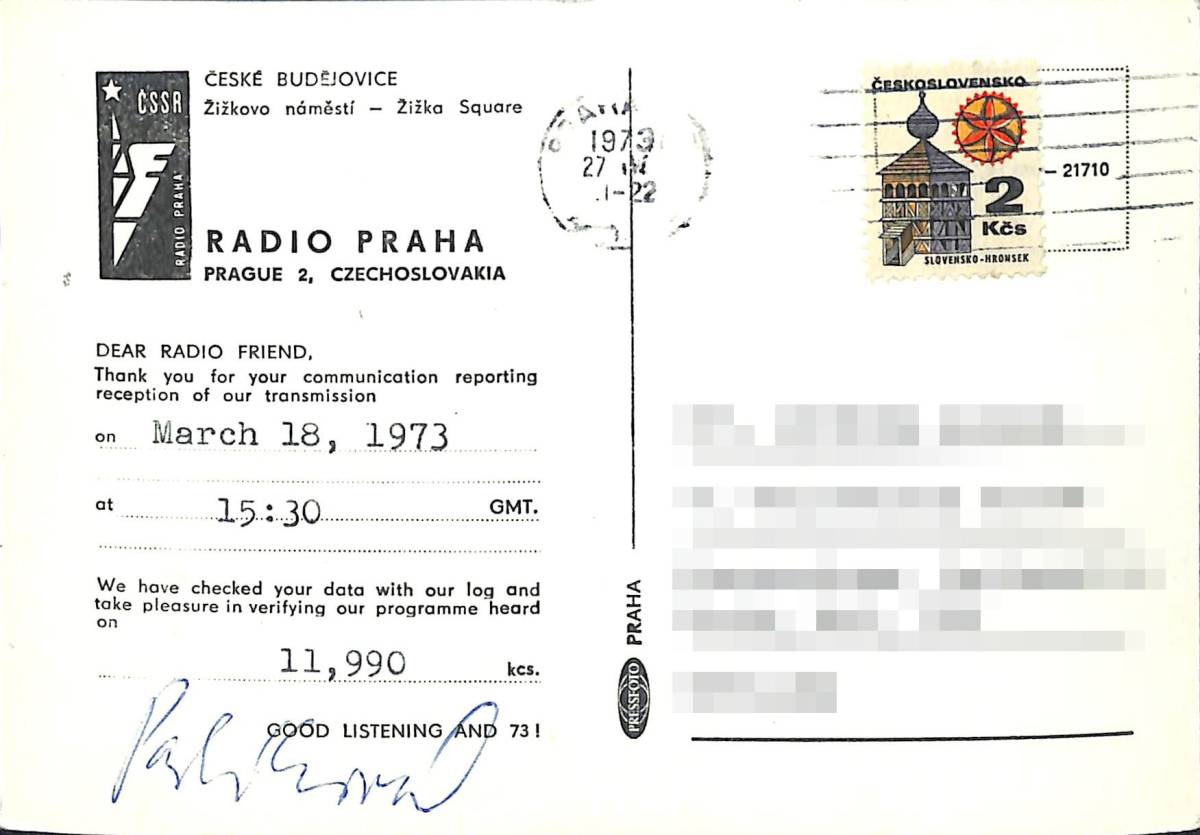 ČSSR
RADIO PRAHA
ČESKÉ BUDĚJOVICE
Žižkovo náměstí – Žižka Square
RADIO PRAHA
PRAGUE 2, CZECHOSLOVAKIA
DEAR RADIO FRIEND,
Thank you for your communication reporting
reception of our transmission
on March 18, 1973
at 15:30 GMT.
We have checked your data with our log and
take pleasure in verifying our programme heard
on
11,990 kcs.
GOOD LISTENING AND 73!
PRESSFOTO PRAHA
1973
27
22
ČESKOSLOVENSKO
2
Kčs
SLOVENSKO-HRONSEK
– 21710